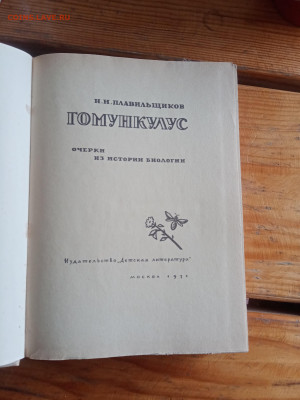 Н. Н. ПЛАВИЛЬЩИКОВ
ГОМУНКУЛУС
ОЧЕРКИ
ИЗ ИСТОРИИ БИОЛОГИИ
Издательство „Детская литература"
МОСКВА